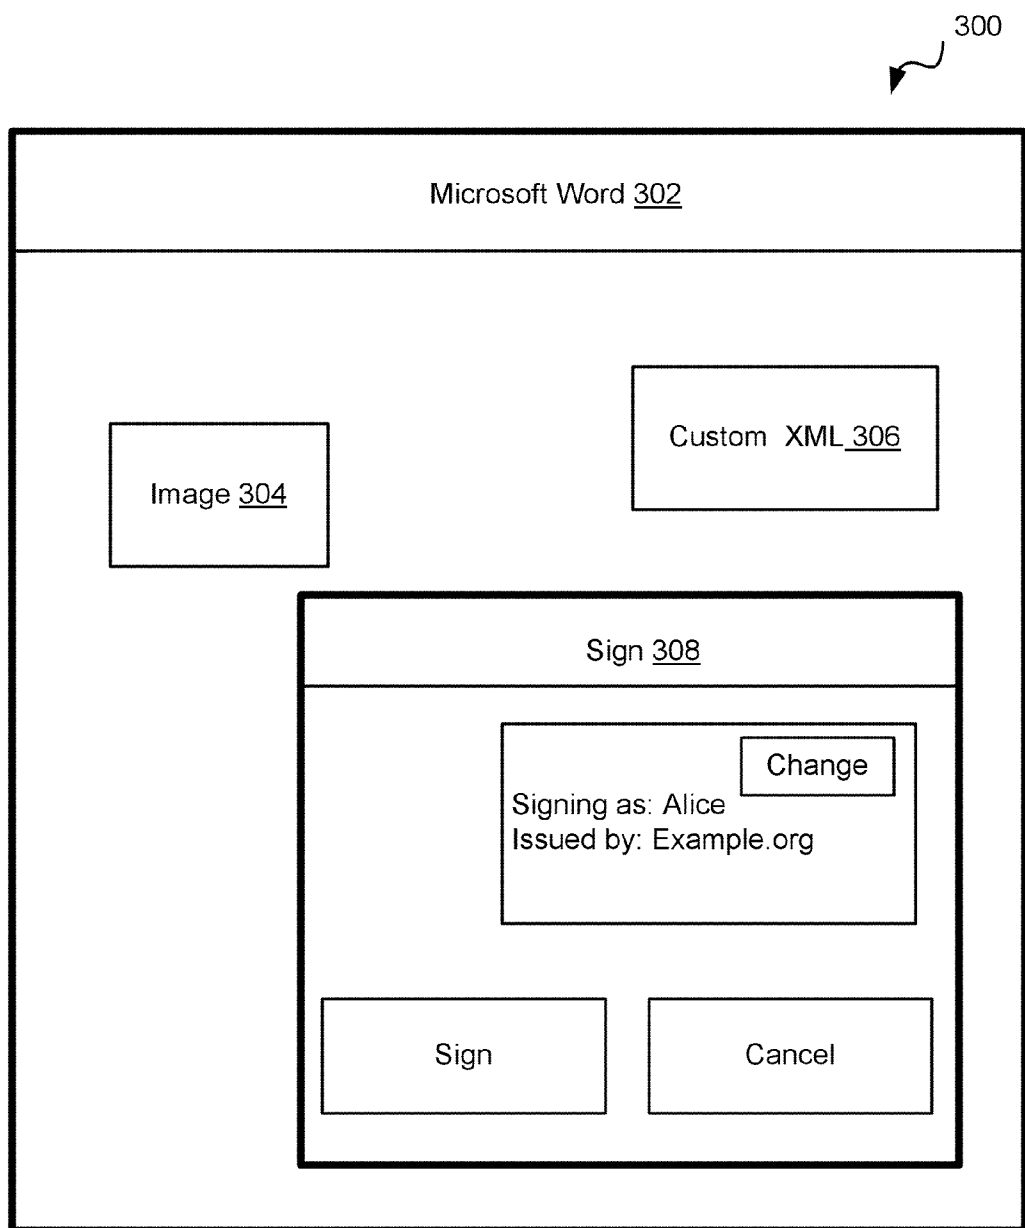 300
Microsoft Word 302
Custom XML 306
Image 304
Sign 308
Change
Signing as: Alice
Issued by: Example.org
Sign
Cancel